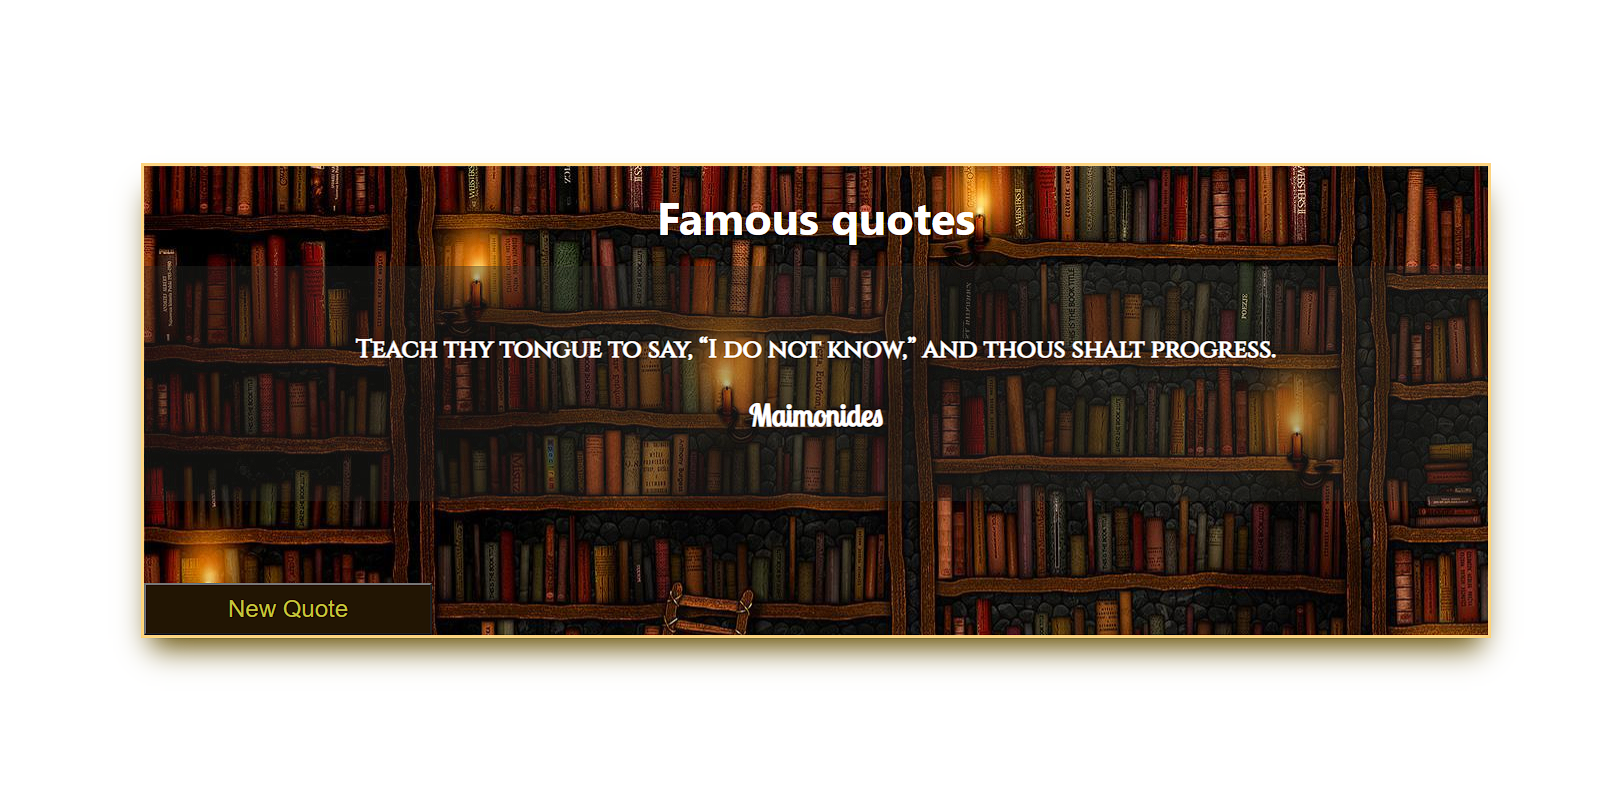 Famous quotes
Teach thy tongue to say, “I do not know,” and thous shalt progress.
Maimonides
New Quote